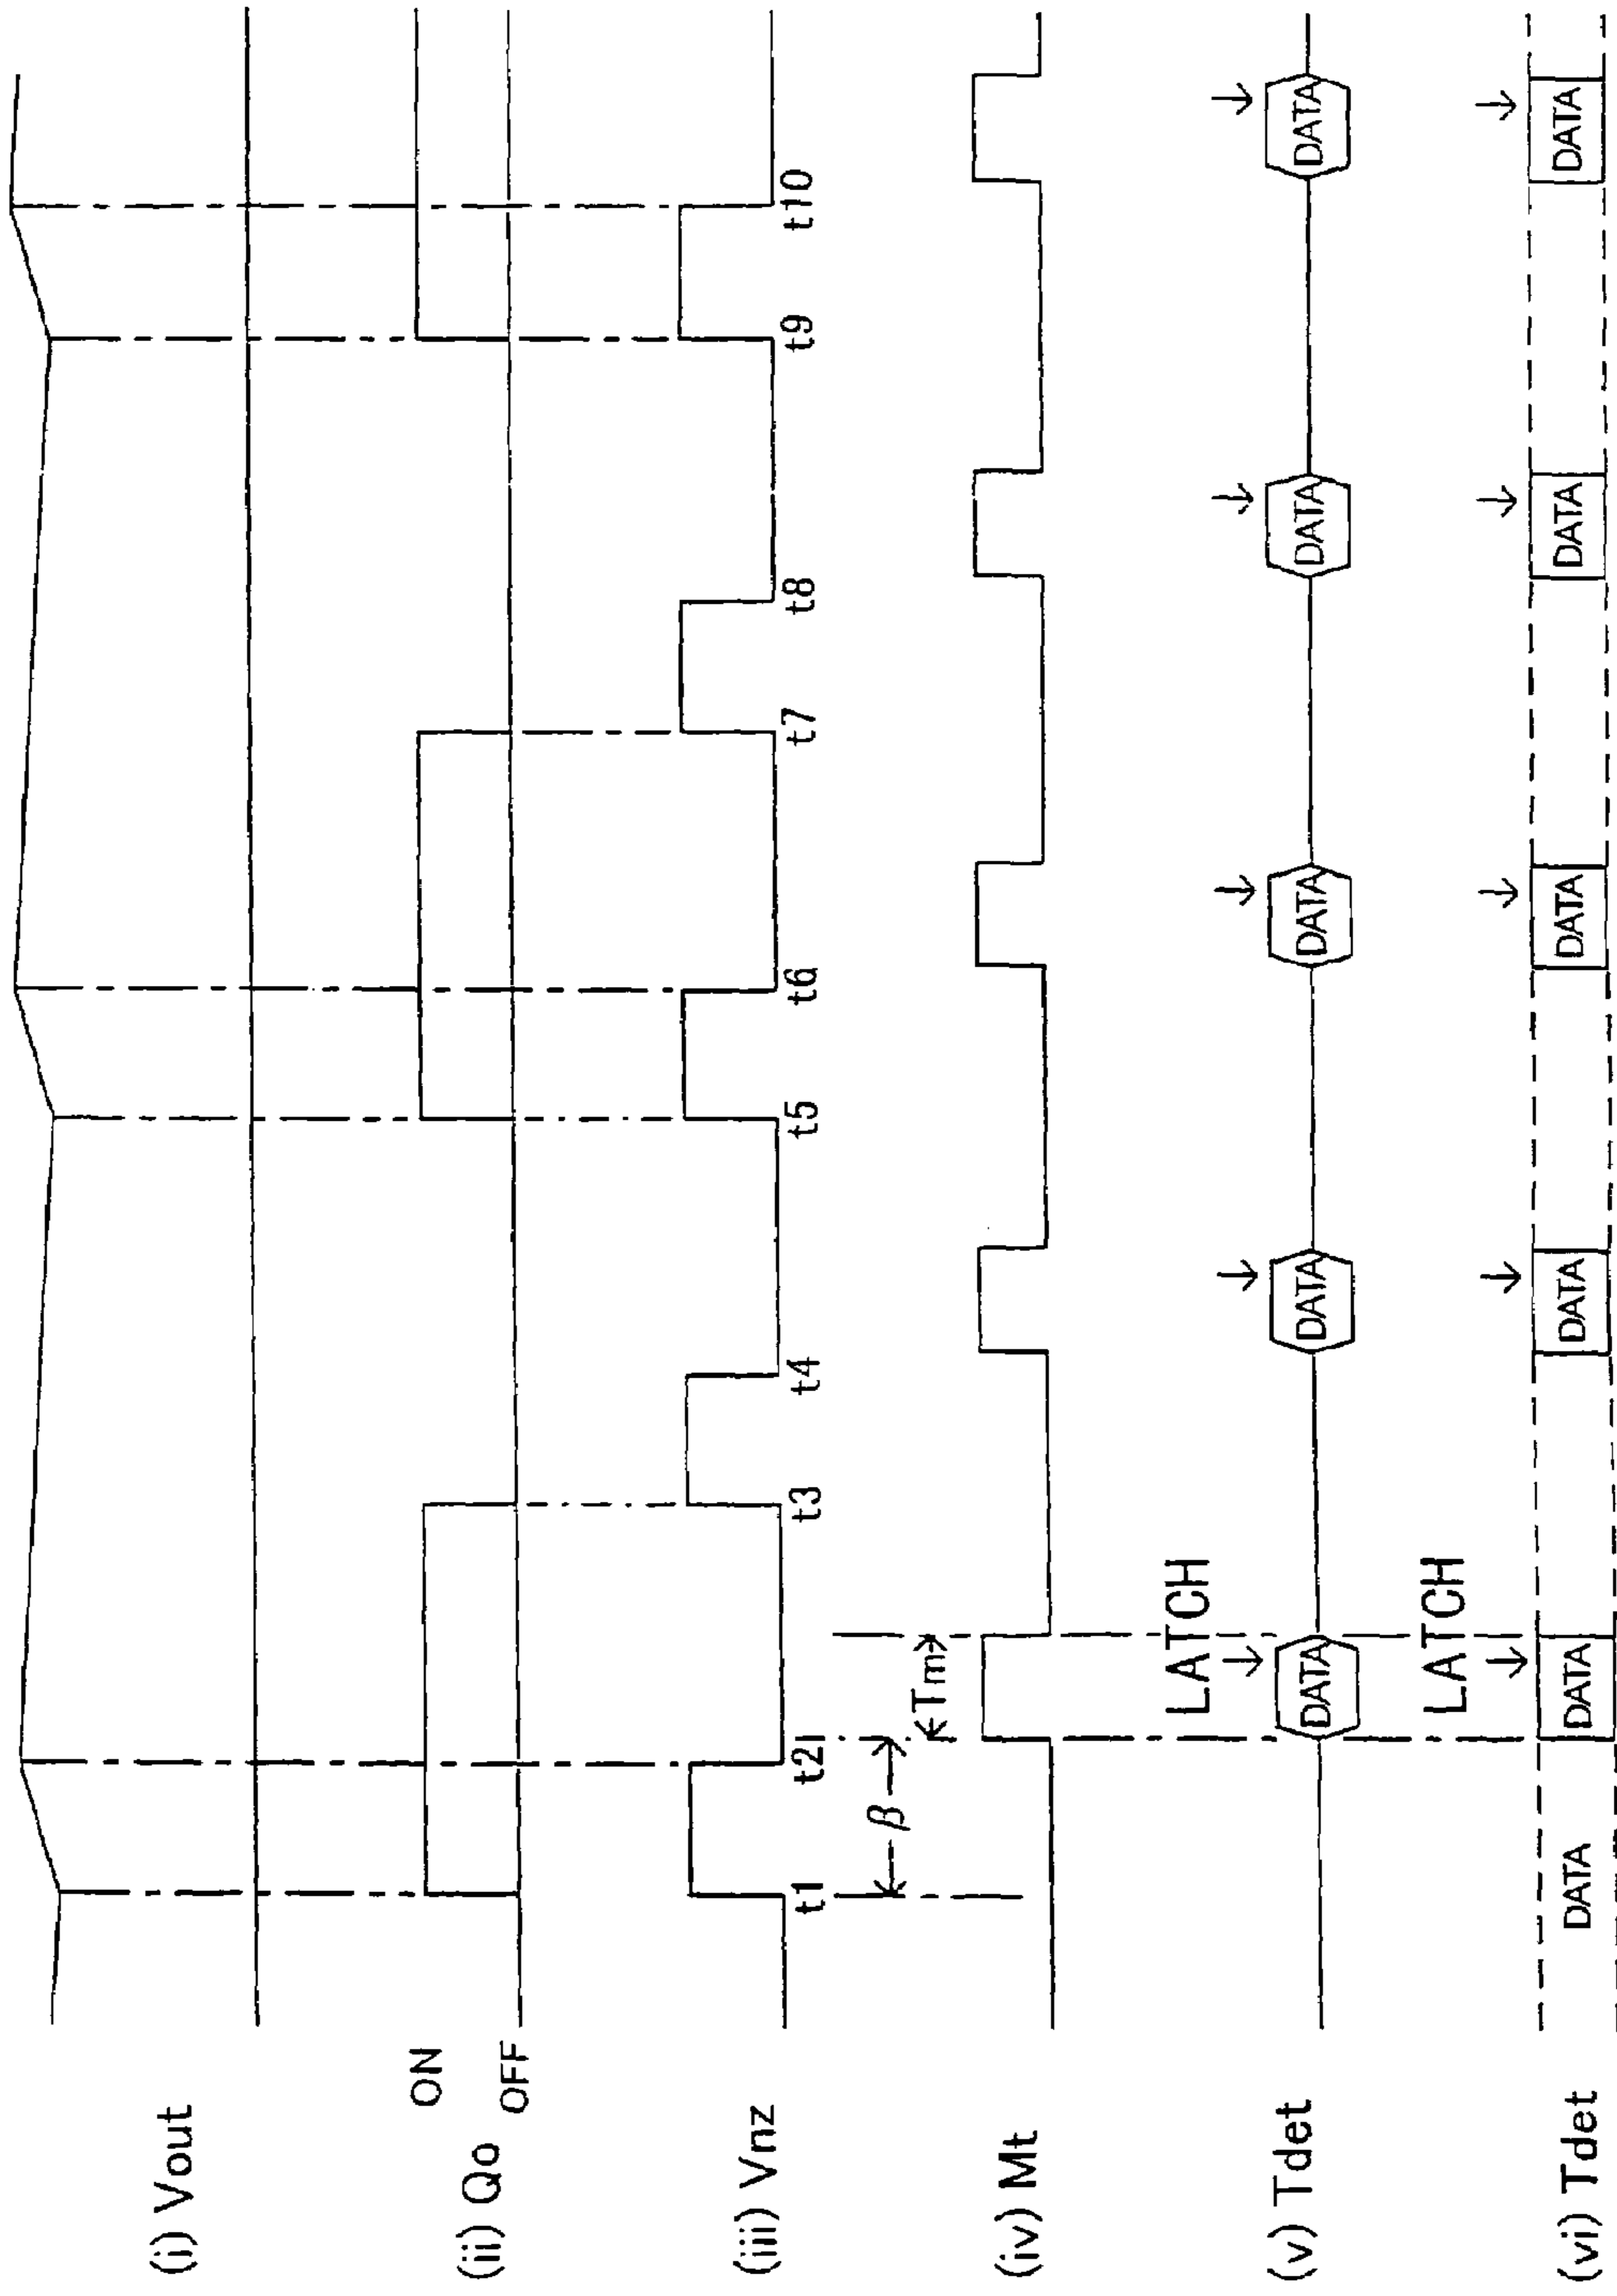 (i) Vout
(ii) Qo
ON
OFF
(iii) Vnz
t1
t2
t3
t4
t5
t6
t7
t8
t9
t10
β
Tm
(iv) Mt
(v) Tdet
LATCH
DATA
DATA
DATA
DATA
DATA
(vi) Tdet
LATCH
DATA
DATA
DATA
DATA
DATA
DATA